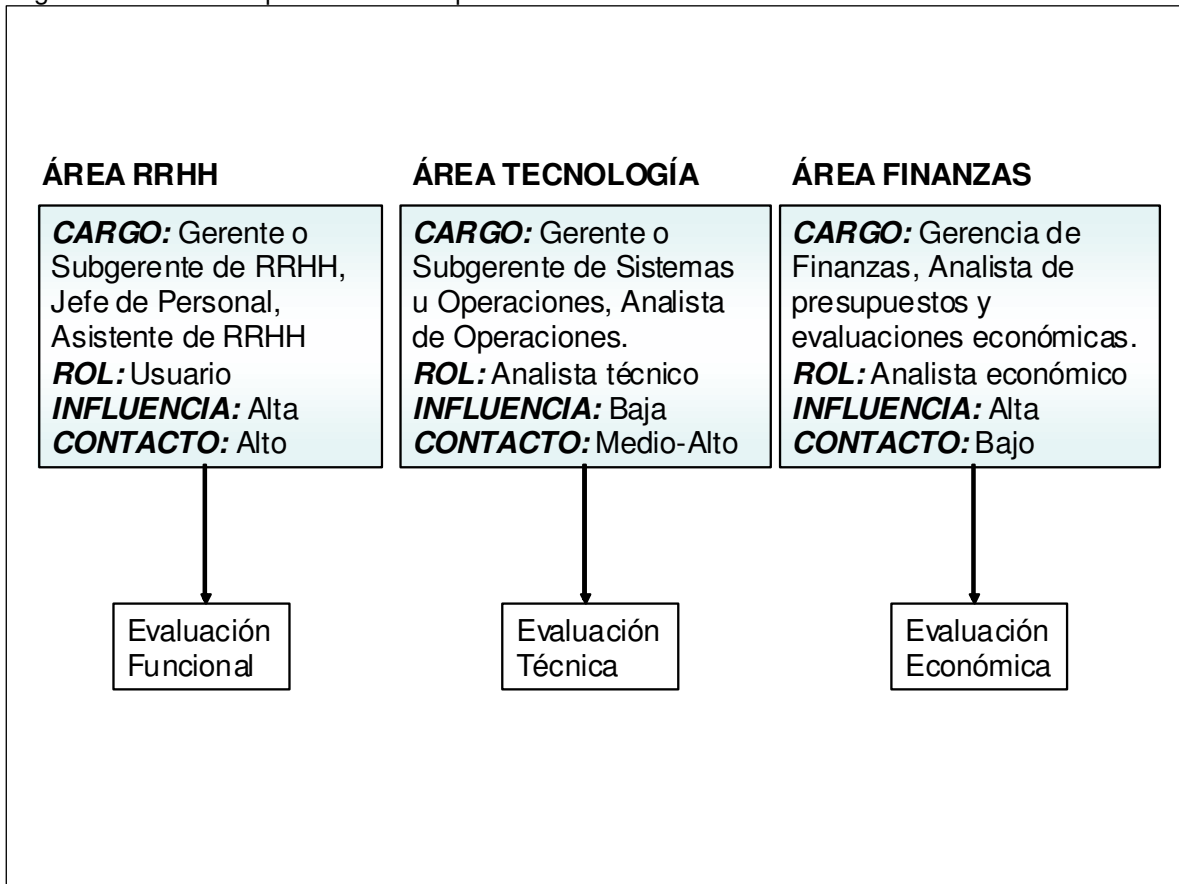 ÁREA RRHH
CARGO: Gerente o
Subgerente de RRHH,
Jefe de Personal,
Asistente de RRHH
ROL: Usuario
INFLUENCIA: Alta
CONTACTO: Alto
Evaluación
Funcional
ÁREA TECNOLOGÍA
CARGO: Gerente o
Subgerente de Sistemas
u Operaciones, Analista
de Operaciones.
ROL: Analista técnico
INFLUENCIA: Baja
CONTACTO: Medio-Alto
Evaluación
Técnica
ÁREA FINANZAS
CARGO: Gerencia de
Finanzas, Analista de
presupuestos y
evaluaciones económicas.
ROL: Analista económico
INFLUENCIA: Alta
CONTACTO: Bajo
Evaluación
Económica